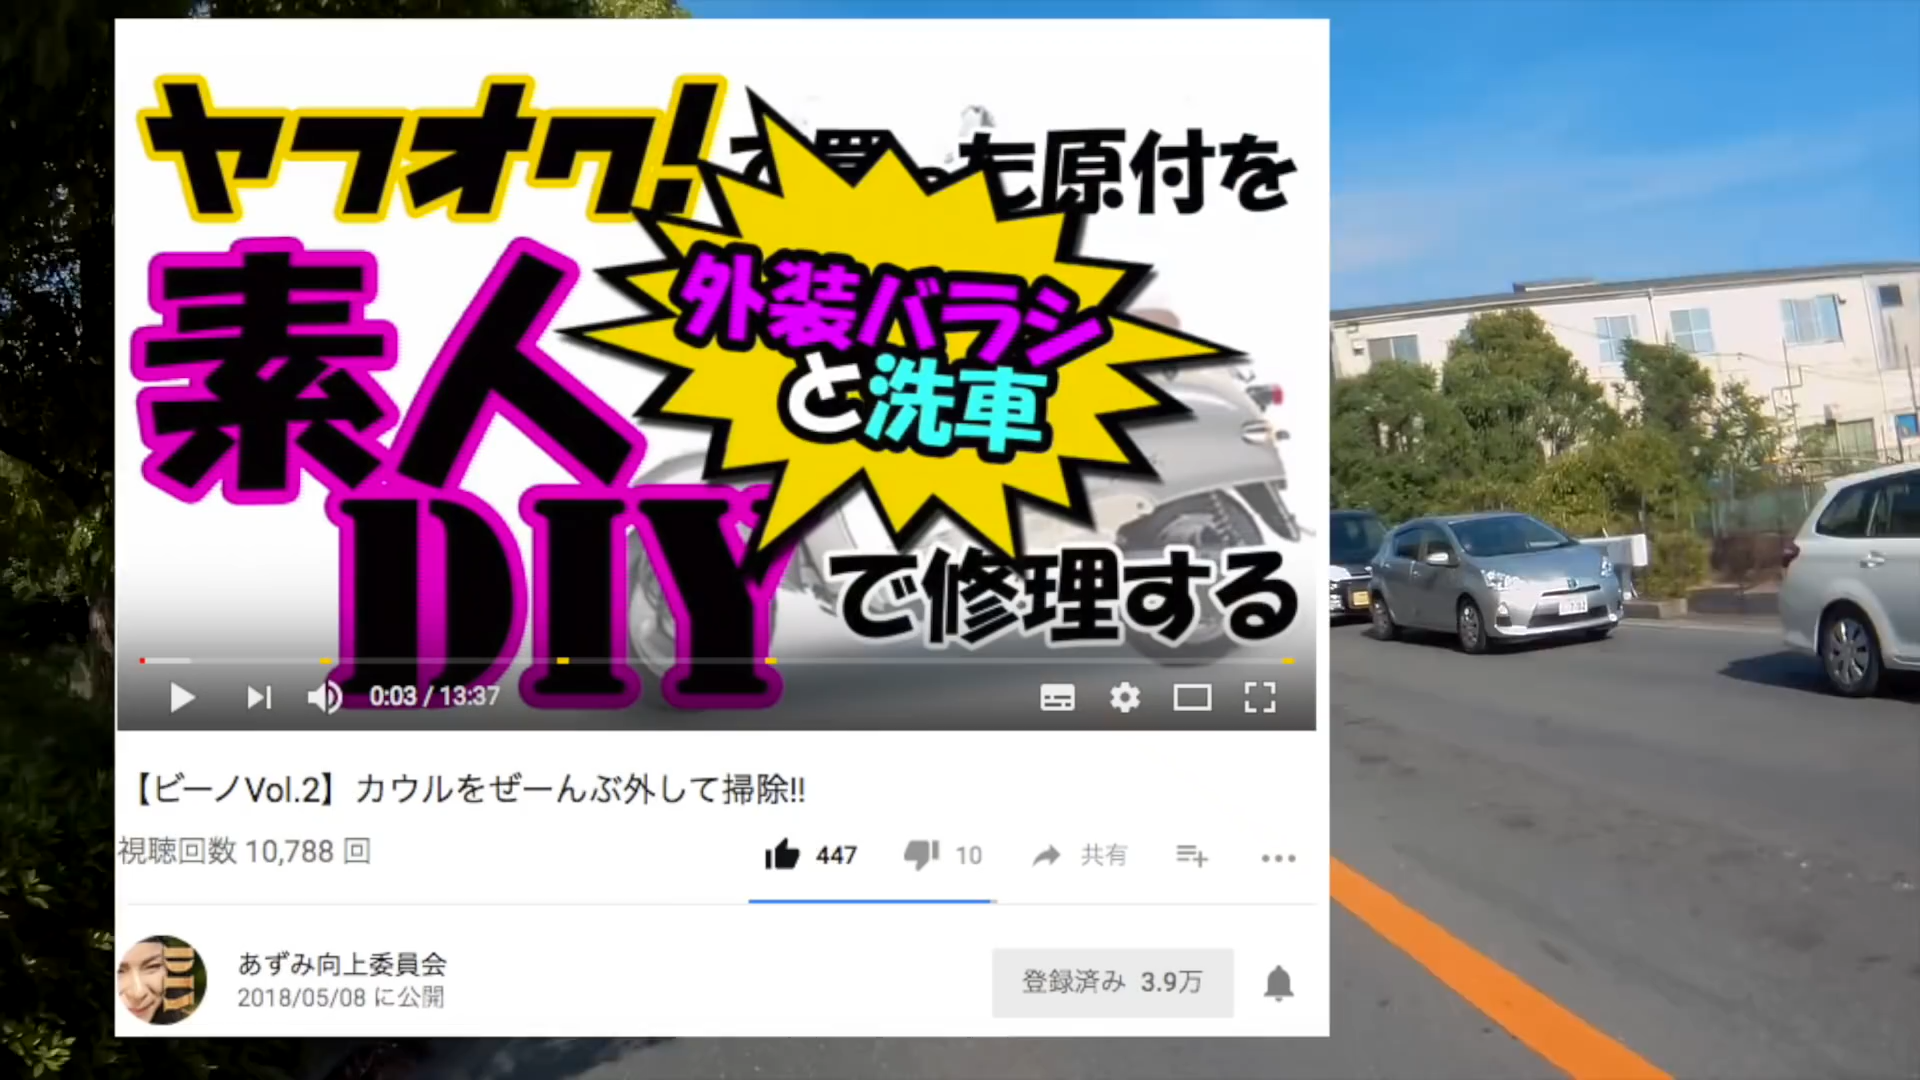 ヤフオク!
た原付を
素人
外装バラシ
と洗車
DIY
で修理する
0:03 / 13:37
【ビーノVol.2】カウルをぜーんぶ外して掃除!!
視聴回数 10,788 回
447
10
共有
あずみ向上委員会
2018/05/08 に公開
登録済み 3.9万